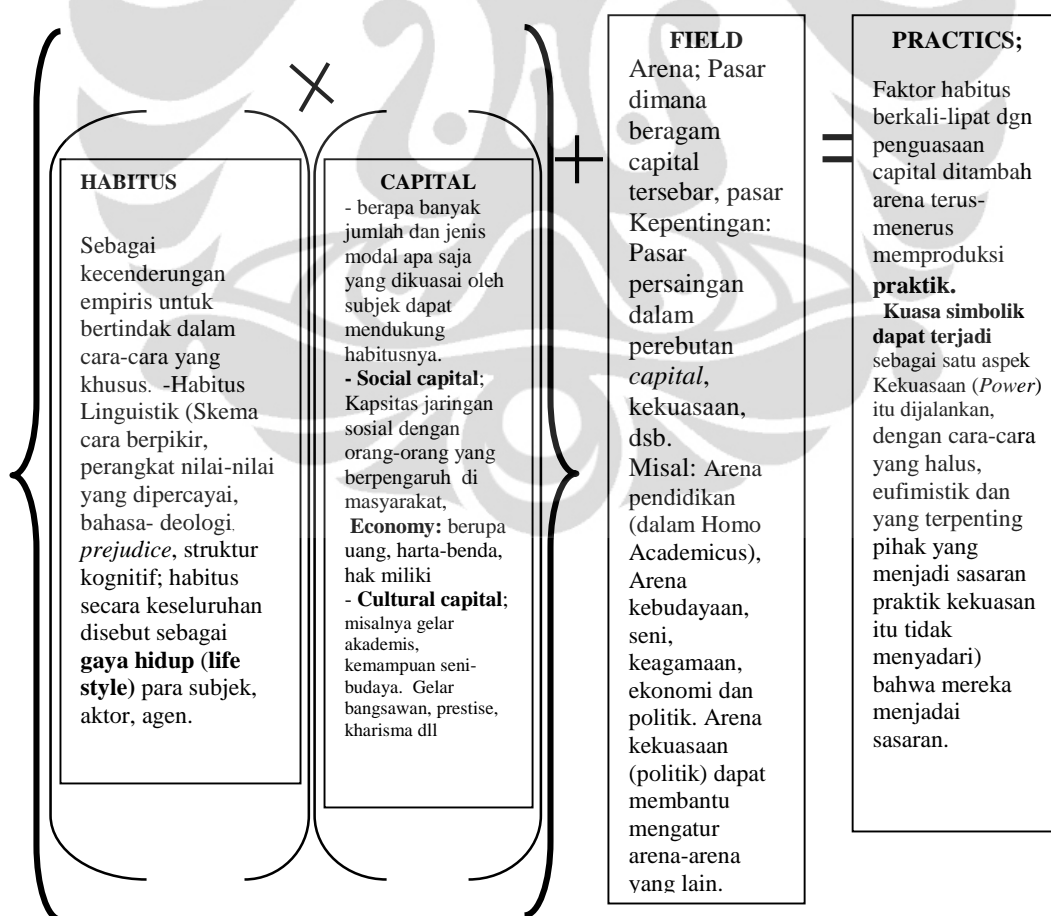 ×
HABITUS
Sebagai
kecenderungan
empiris untuk
bertindak dalam
cara-cara yang
khusus. -Habitus
Linguistik (Skema
cara berpikir,
perangkat nilai-nilai
yang dipercayai,
bahasa- deologi,
prejudice, struktur
kognitif; habitus
secara keseluruhan
disebut sebagai
gaya hidup (life
style) para subjek,
aktor, agen.
CAPITAL
- berapa banyak
jumlah dan jenis
modal apa saja
yang dikuasai oleh
subjek dapat
mendukung
habitusnya.
- Social capital;
Kapsitas jaringan
sosial dengan
orang-orang yang
berpengaruh di
masyarakat,
Economy: berupa
uang, harta-benda,
hak miliki
- Cultural capital;
misalnya gelar
akademis,
kemampuan seni-
budaya. Gelar
bangsawan, prestise,
kharisma dll
+
FIELD
Arena; Pasar
dimana
beragam
capital
tersebar, pasar
Kepentingan:
Pasar
persaingan
dalam
perebutan
capital,
kekuasaan,
dsb.
Misal: Arena
pendidikan
(dalam Homo
Academicus),
Arena
kebudayaan,
seni,
keagamaan,
ekonomi dan
politik. Arena
kekuasaan
(politik) dapat
membantu
mengatur
arena-arena
yang lain.
=
PRACTICS;
Faktor habitus
berkali-lipat dgn
penguasaan
capital ditambah
arena terus-
menerus
memproduksi
praktik.
Kuasa simbolik
dapat terjadi
sebagai satu aspek
Kekuasaan (Power)
itu dijalankan,
dengan cara-cara
yang halus,
eufimistik dan
yang terpenting
pihak yang
menjadi sasaran
praktik kekuasan
itu tidak
menyadari)
bahwa mereka
menjadai
sasaran.